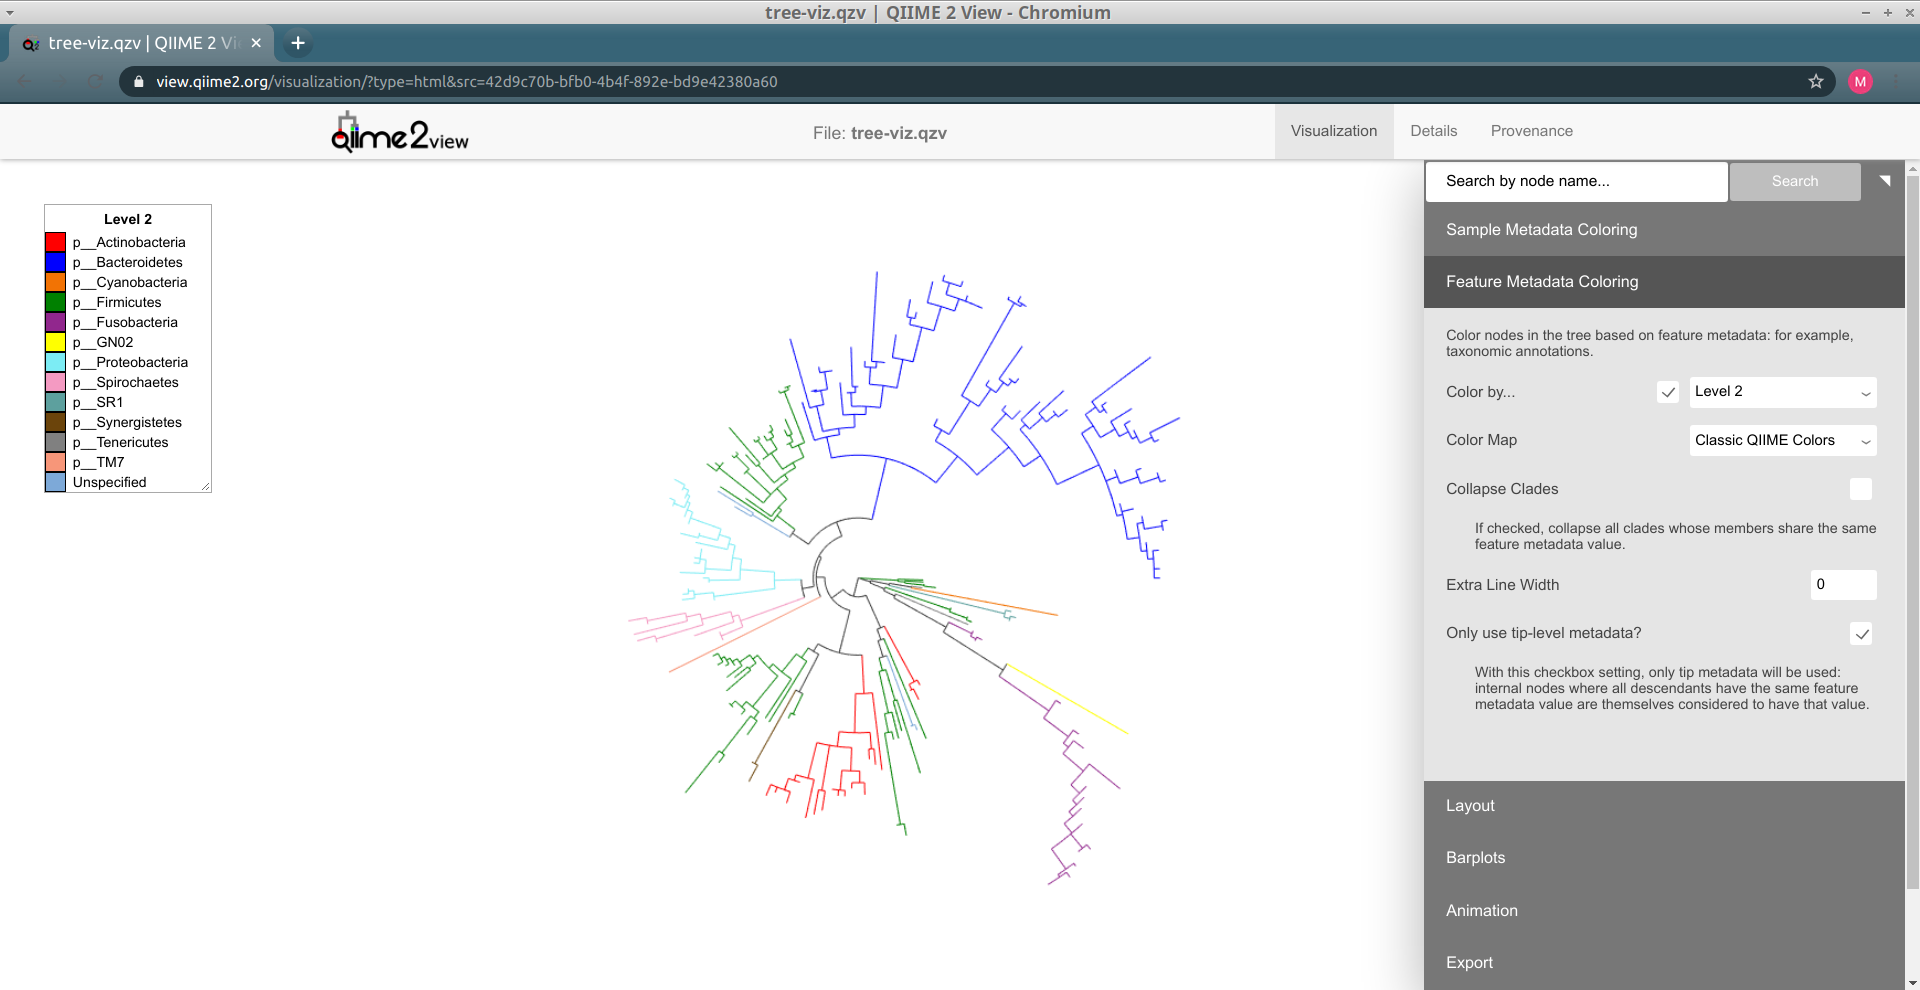 tree-viz.qzv | QIIME 2 View - Chromium
tree-viz.qzv | QIIME 2 Vi
view.qiime2.org/visualization/?type=html&src=42d9c70b-bfb0-4b4f-892e-bd9e42380a60
M
qiime2view
File: tree-viz.qzv
Visualization
Details
Provenance
Level 2
p__Actinobacteria
p__Bacteroidetes
p__Cyanobacteria
p__Firmicutes
p__Fusobacteria
p__GN02
p__Proteobacteria
p__Spirochaetes
p__SR1
p__Synergistetes
p__Tenericutes
p__TM7
Unspecified
Search by node name...
Search
Sample Metadata Coloring
Feature Metadata Coloring
Color nodes in the tree based on feature metadata: for example,
taxonomic annotations.
Color by...
Level 2
Color Map
Classic QIIME Colors
Collapse Clades
If checked, collapse all clades whose members share the same
feature metadata value.
Extra Line Width
0
Only use tip-level metadata?
With this checkbox setting, only tip metadata will be used:
internal nodes where all descendants have the same feature
metadata value are themselves considered to have that value.
Layout
Barplots
Animation
Export